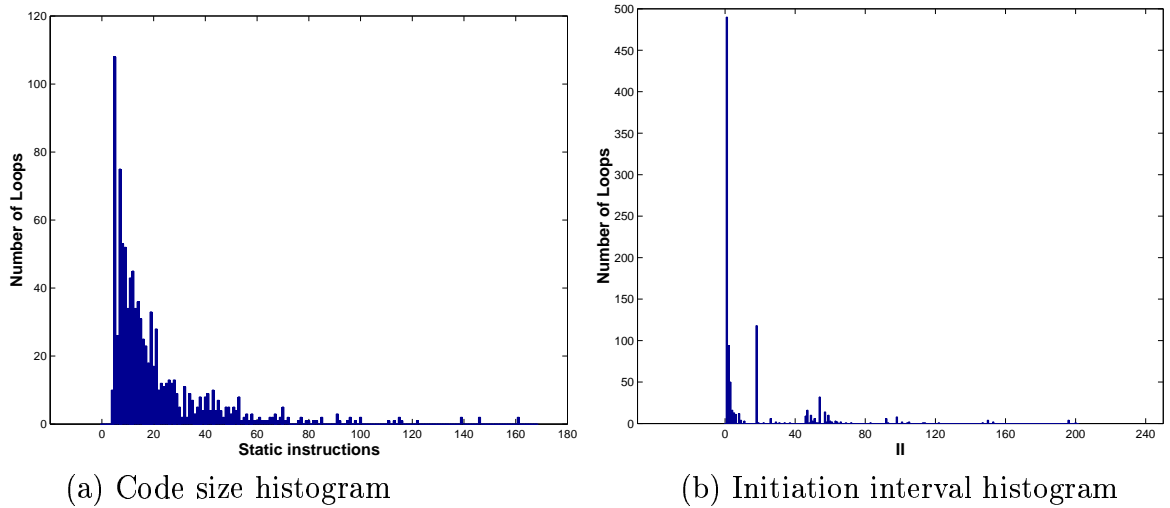 120
100
80
60
40
20
0
Number of Loops
0 20 40 60 80 100 120 140 160 180
Static instructions
(a) Code size histogram
500
450
400
350
300
250
200
150
100
50
0
Number of Loops
0 40 80 120 160 200 240
II
(b) Initiation interval histogram